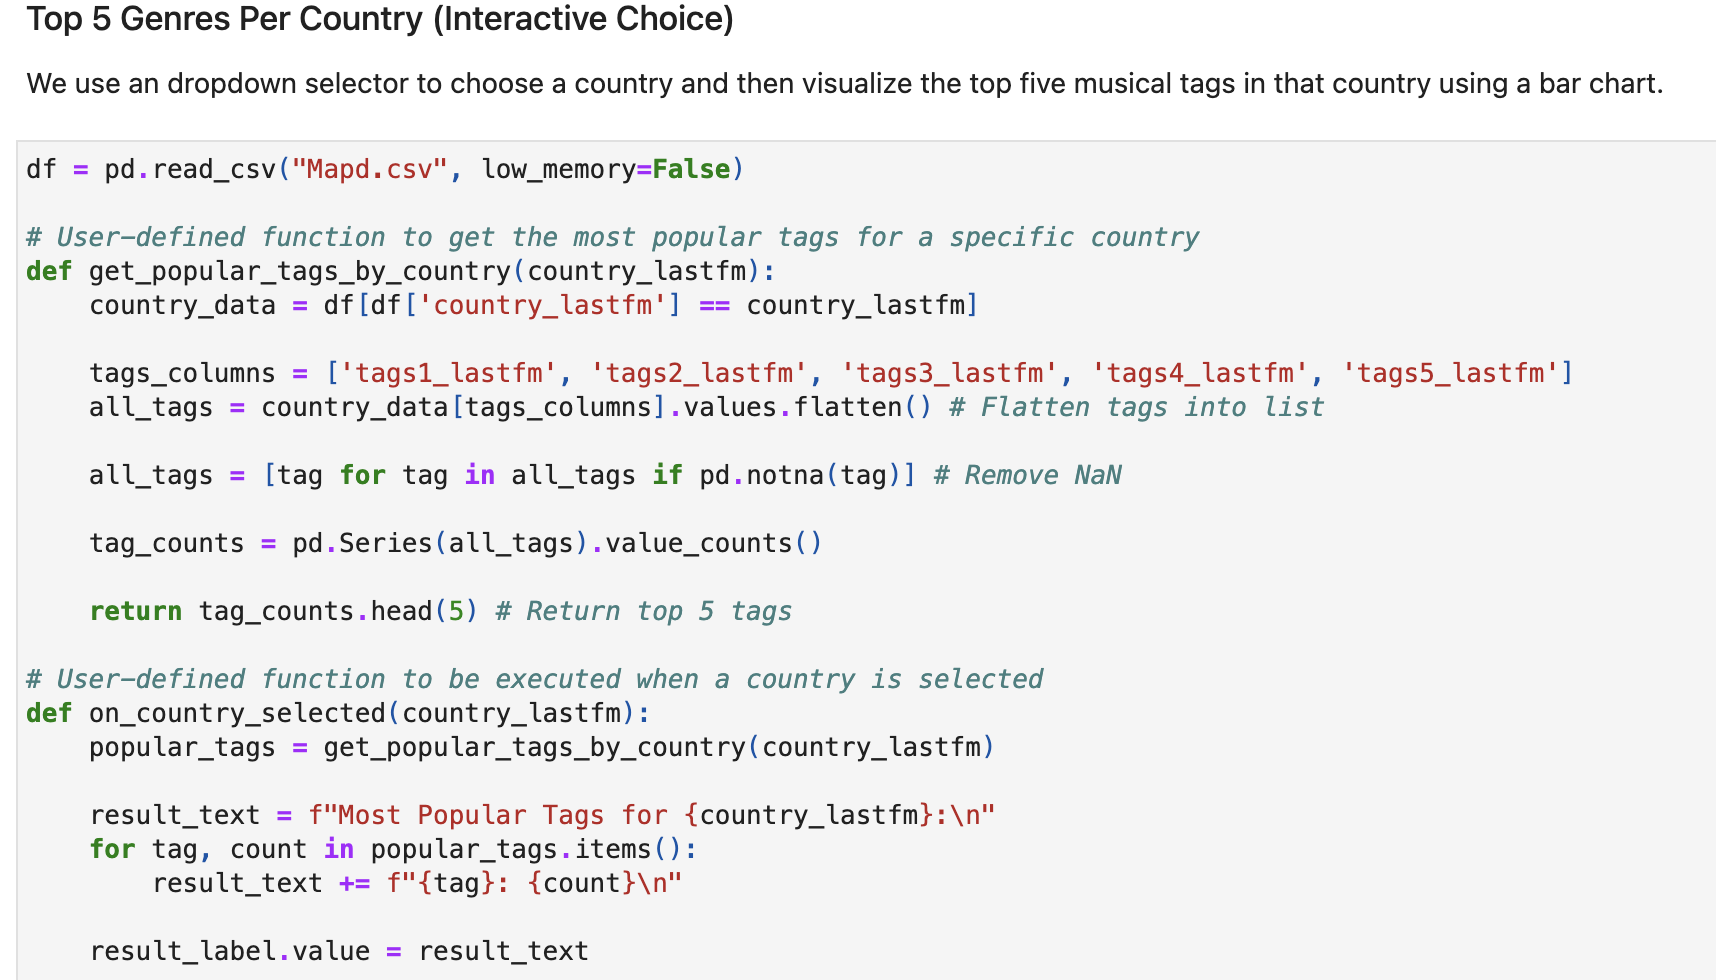 Top 5 Genres Per Country (Interactive Choice)
We use an dropdown selector to choose a country and then visualize the top five musical tags in that country using a bar chart.
df = pd.read_csv("Mapd.csv", low_memory=False)
# User-defined function to get the most popular tags for a specific country
def get_popular_tags_by_country(country_lastfm):
    country_data = df[df['country_lastfm'] == country_lastfm]
    tags_columns = ['tags1_lastfm', 'tags2_lastfm', 'tags3_lastfm', 'tags4_lastfm', 'tags5_lastfm']
    all_tags = country_data[tags_columns].values.flatten() # Flatten tags into list
    all_tags = [tag for tag in all_tags if pd.notna(tag)] # Remove NaN
    tag_counts = pd.Series(all_tags).value_counts()
    return tag_counts.head(5) # Return top 5 tags
# User-defined function to be executed when a country is selected
def on_country_selected(country_lastfm):
    popular_tags = get_popular_tags_by_country(country_lastfm)
    result_text = f"Most Popular Tags for {country_lastfm}:\n"
    for tag, count in popular_tags.items():
        result_text += f"{tag}: {count}\n"
    result_label.value = result_text